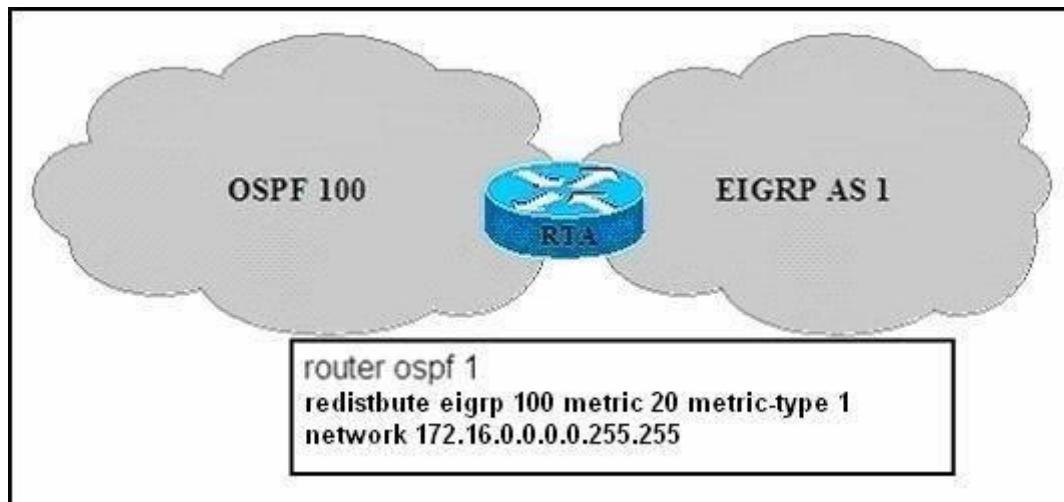 OSPF 100
EIGRP AS 1
RTA
router ospf 1
redistbute eigrp 100 metric 20 metric-type 1
network 172.16.0.0.0.0.255.255